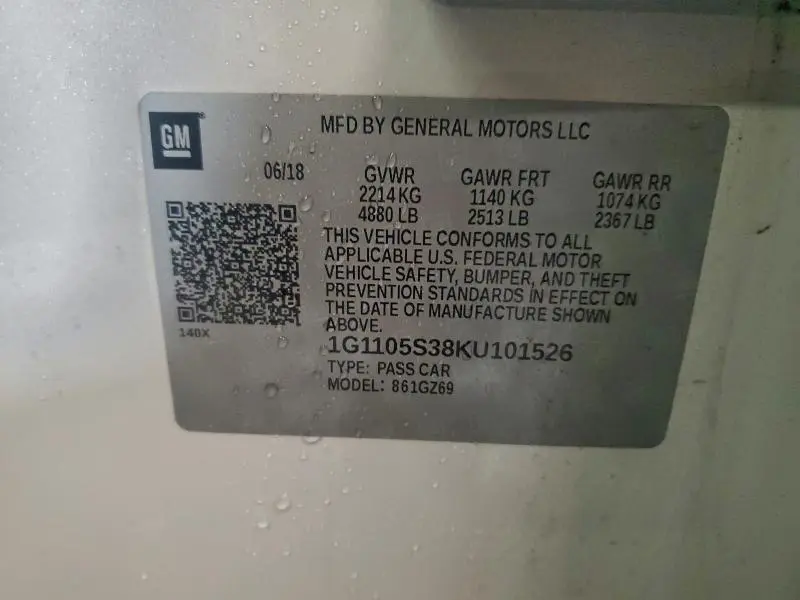 GM
MFD BY GENERAL MOTORS LLC
06/18 GVWR GAWR FRT GAWR RR
2214 KG 1140 KG 1074 KG
4880 LB 2513 LB 2367 LB
THIS VEHICLE CONFORMS TO ALL
APPLICABLE U.S. FEDERAL MOTOR
VEHICLE SAFETY, BUMPER, AND THEFT
PREVENTION STANDARDS IN EFFECT ON
THE DATE OF MANUFACTURE SHOWN
ABOVE.
140X
1G1105S38KU101526
TYPE: PASS CAR
MODEL: 861GZ69